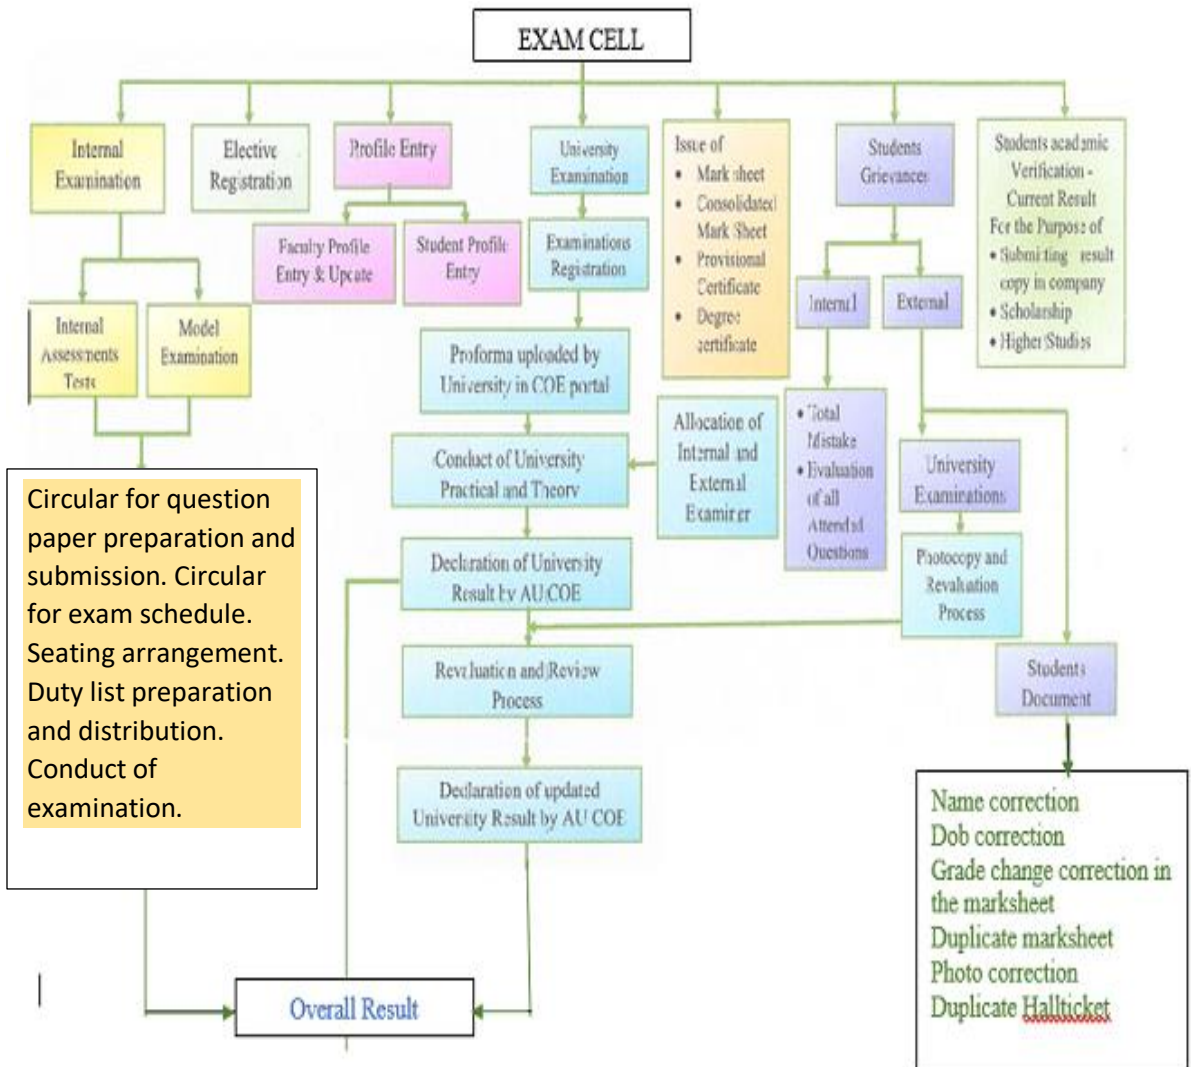 EXAM CELL
Internal
Examination
Elective
Registration
Profile Entry
University
Examination
Issue of
• Mark sheet
• Consolidated
Mark Sheet
• Provisional
Certificate
• Degree
certificate
Students
Grievances
Students academic
Verification -
Current Result
For the Purpose of
• Submitting result
copy in company
• Scholarship
• Higher Studies
Faculty Profile
Entry & Update
Student Profile
Entry
Examinations
Registration
Internal
External
Internal
Assessments
Tests
Model
Examination
Proforma uploaded by
University in COE portal
Allocation of
Internal and
External
Examiner
• Total
Mistake
• Evaluation
of all
Attended
Questions
Conduct of University
Practical and Theory
University
Examinations
Circular for question
paper preparation and
submission. Circular
for exam schedule.
Seating arrangement.
Duty list preparation
and distribution.
Conduct of
examination.
Declaration of University
Result by AU COE
Photocopy and
Revaluation
Process
Revaluation and Review
Process
Students
Document
Declaration of updated
University Result by AU COE
Name correction
Dob correction
Grade change correction in
the marksheet
Duplicate marksheet
Photo correction
Duplicate Hallticket
Overall Result